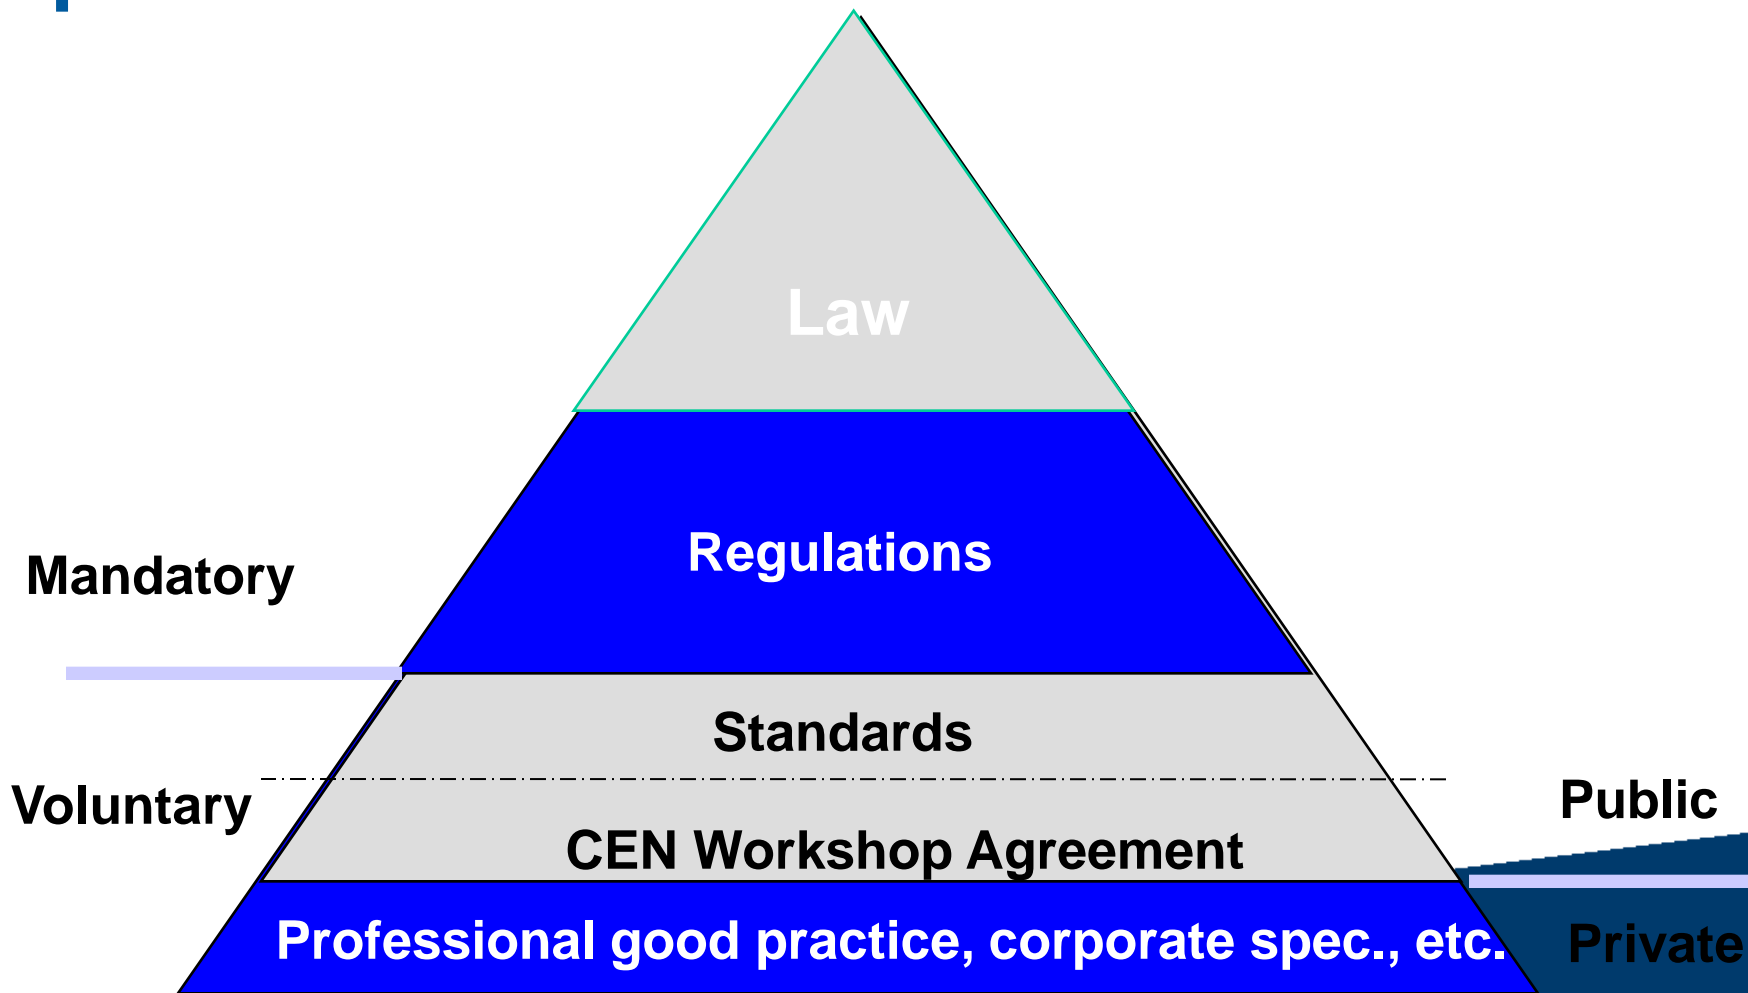 Law
Regulations
Mandatory
Standards
Voluntary
Public
CEN Workshop Agreement
Professional good practice, corporate spec., etc.
Private